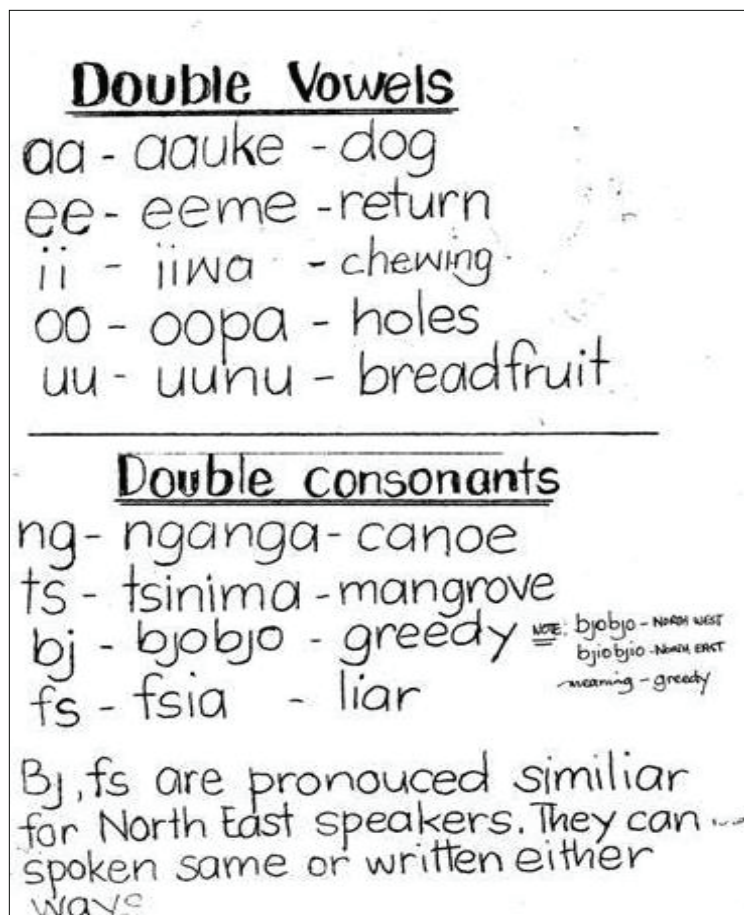 Double Vowels
aa - aauke - dog
ee - eeme - return
ii - iiwa - chewing
oo - oopa - holes
uu - uunu - breadfruit
Double consonants
ng - nganga - canoe
ts - tsinima - mangrove
bj - bjobjo - greedy NOTE: bjobjo - NORTH WEST
bjiobjio - NORTH EAST
meaning - greedy
fs - fsia - liar
Bj, fs are pronouced similiar
for North East speakers. They can
spoken same or written either
ways